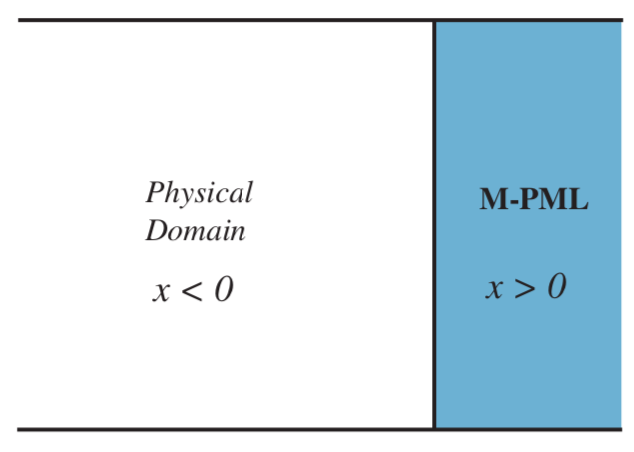 Physical
Domain
x < 0
M-PML
x > 0